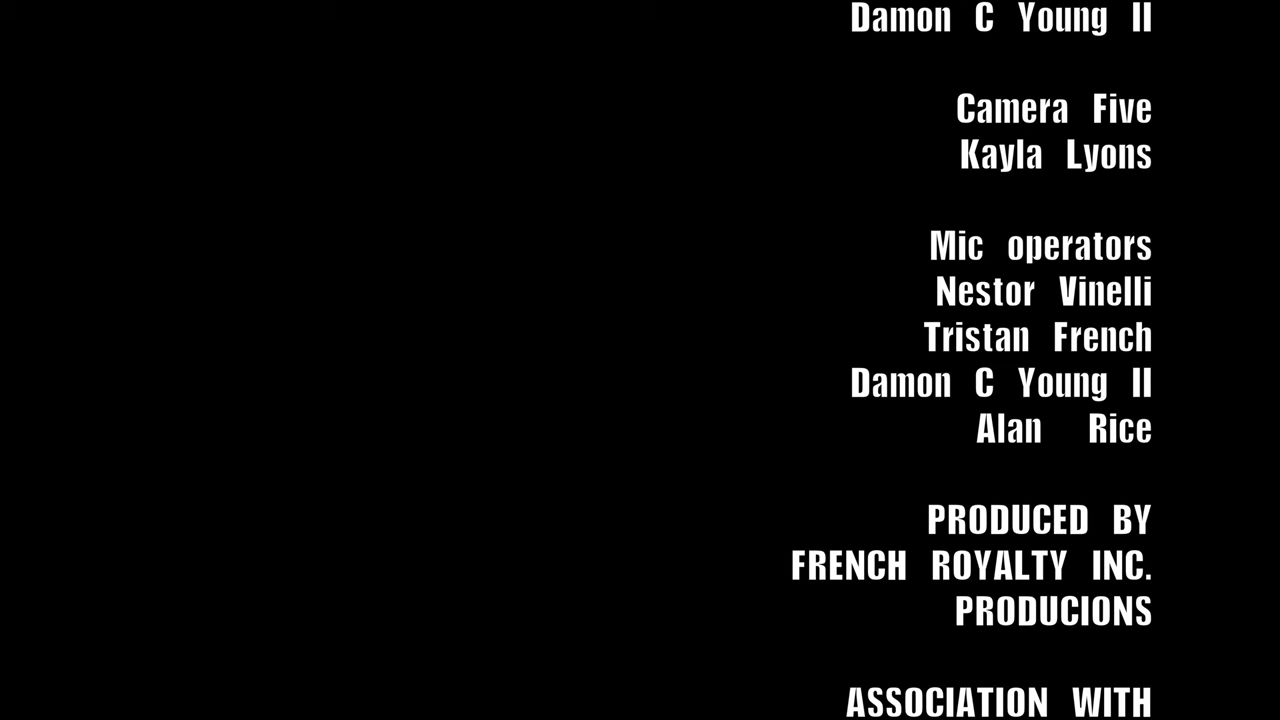 Damon C Young II
Camera Five
Kayla Lyons
Mic operators
Nestor Vinelli
Tristan French
Damon C Young II
Alan Rice
PRODUCED BY
FRENCH ROYALTY INC.
PRODUCIONS
ASSOCIATION WITH